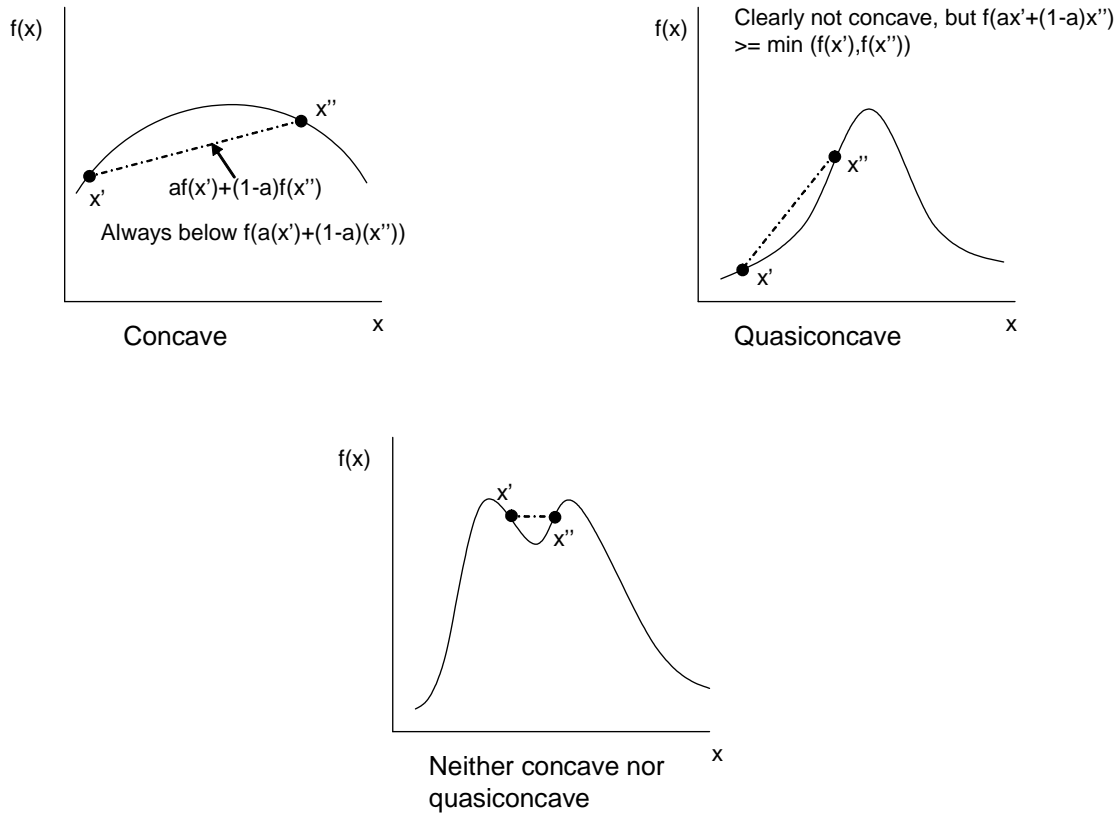 f(x)
x'
x''
af(x')+(1-a)f(x'')
Always below f(a(x')+(1-a)(x''))
x
Concave
f(x)
Clearly not concave, but f(ax'+(1-a)x'')
>= min (f(x'),f(x''))
x''
x'
x
Quasiconcave
f(x)
x'
x''
x
Neither concave nor
quasiconcave